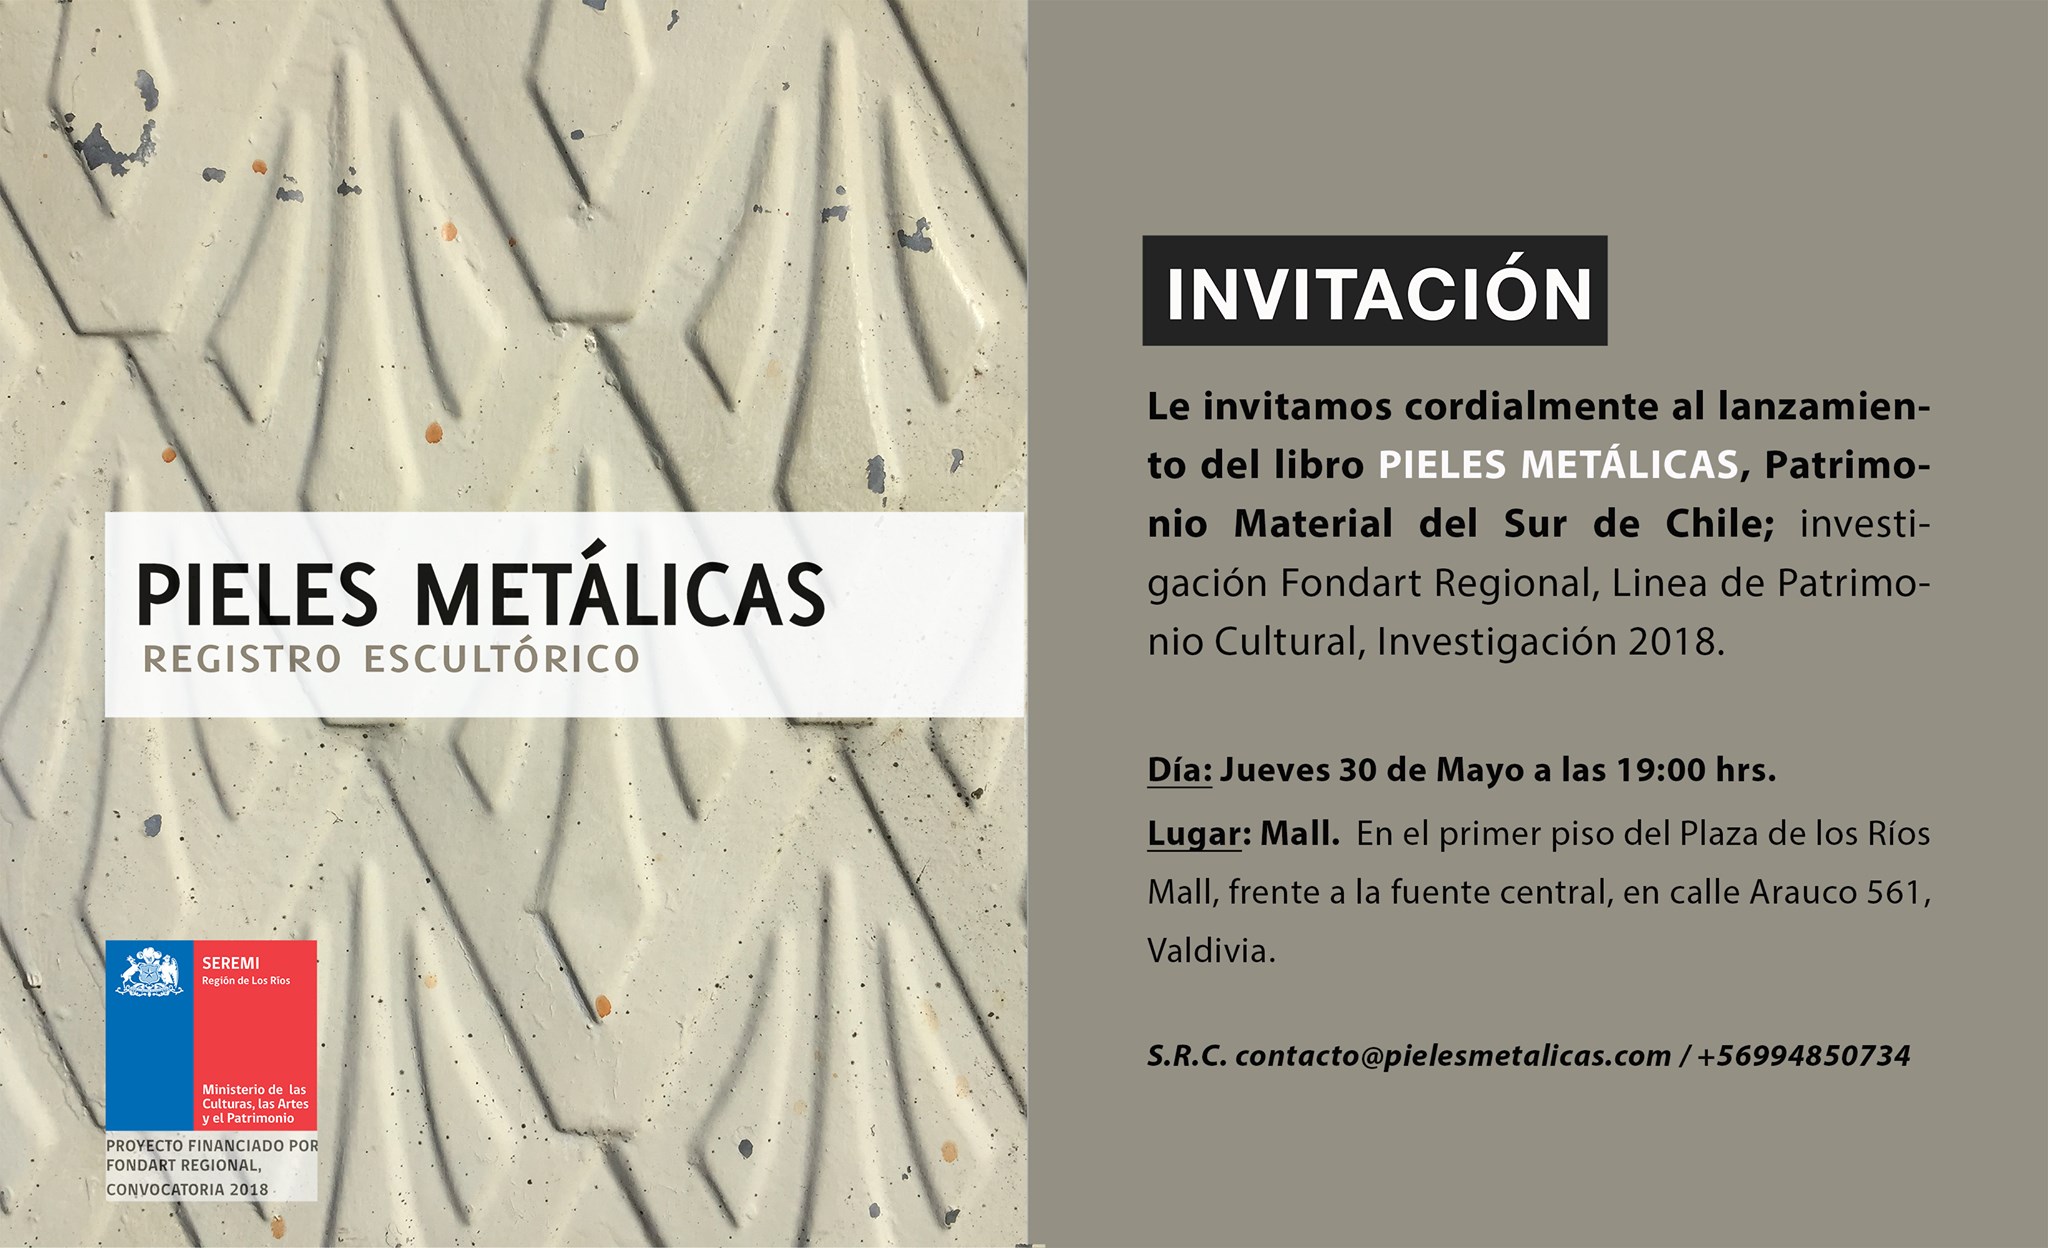 PIELES METÁLICAS
REGISTRO ESCULTÓRICO
SEREMI
Región de Los Ríos
Ministerio de las
Culturas, las Artes
y el Patrimonio
PROYECTO FINANCIADO POR
FONDART REGIONAL,
CONVOCATORIA 2018
INVITACIÓN
Le invitamos cordialmente al lanzamien-
to del libro PIELES METÁLICAS, Patrimo-
nio Material del Sur de Chile; investi-
gación Fondart Regional, Linea de Patrimo-
nio Cultural, Investigación 2018.
Día: Jueves 30 de Mayo a las 19:00 hrs.
Lugar: Mall. En el primer piso del Plaza de los Ríos
Mall, frente a la fuente central, en calle Arauco 561,
Valdivia.
S.R.C. contacto@pielesmetalicas.com / +56994850734